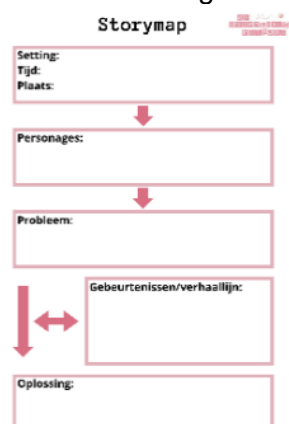 Storymap
Setting:
Tijd:
Plaats:
Personages:
Probleem:
Gebeurtenissen/verhaallijn:
Oplossing: